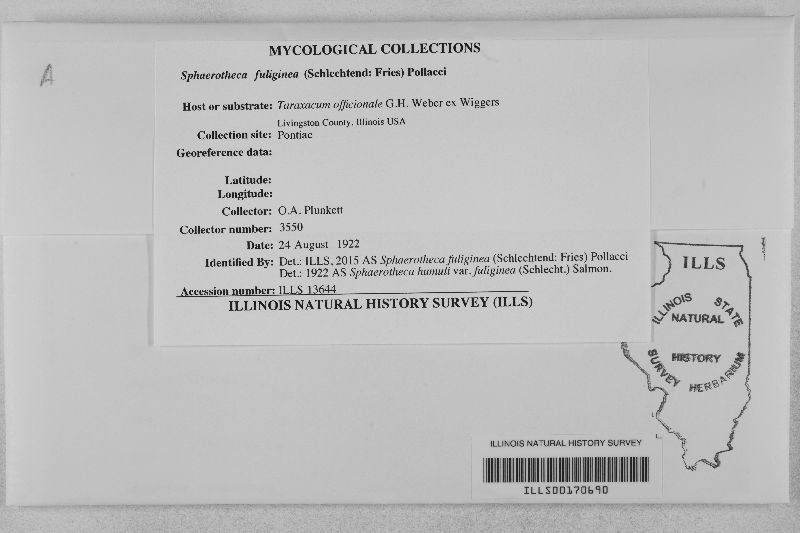 A
MYCOLOGICAL COLLECTIONS
Sphaerotheca fuliginea (Schlechtend: Fries) Pollacci
Host or substrate: Taraxacum officionale G.H. Weber ex Wiggers
Livingston County, Illinois USA
Collection site: Pontiac
Georeference data:
Latitude:
Longitude:
Collector: O.A. Plunkett
Collector number: 3550
Date: 24 August 1922
Identified By: Det.: ILLS, 2015 AS Sphaerotheca fuliginea (Schlechtend: Fries) Pollacci
Det.: 1922 AS Sphaerotheca humuli var. fuliginea (Schlecht.) Salmon.
Accession number: ILLS 13644
ILLINOIS NATURAL HISTORY SURVEY (ILLS)
ILLS
ILLINOIS STATE
NATURAL
HISTORY
SURVEY HERBARIUM
ILLINOIS NATURAL HISTORY SURVEY
ILLS00170690